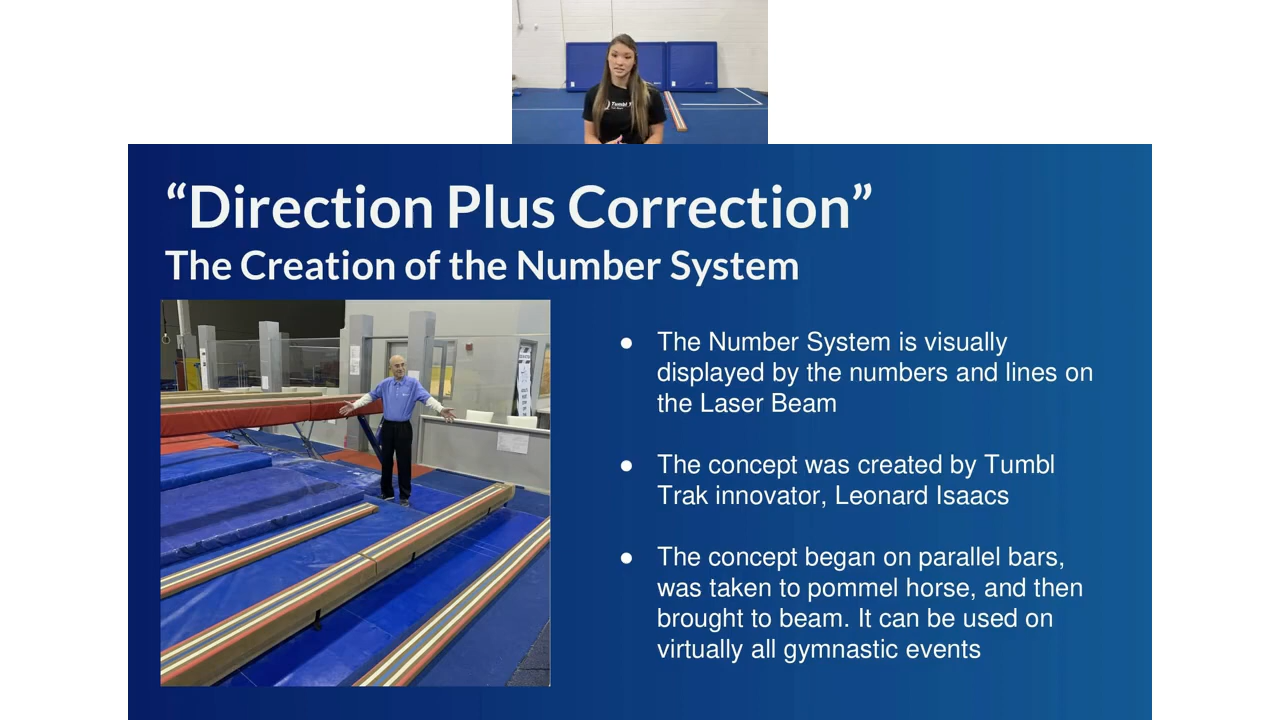 Tumbl T
“Direction Plus Correction”
The Creation of the Number System
● The Number System is visually
displayed by the numbers and lines on
the Laser Beam
● The concept was created by Tumbl
Trak innovator, Leonard Isaacs
● The concept began on parallel bars,
was taken to pommel horse, and then
brought to beam. It can be used on
virtually all gymnastic events